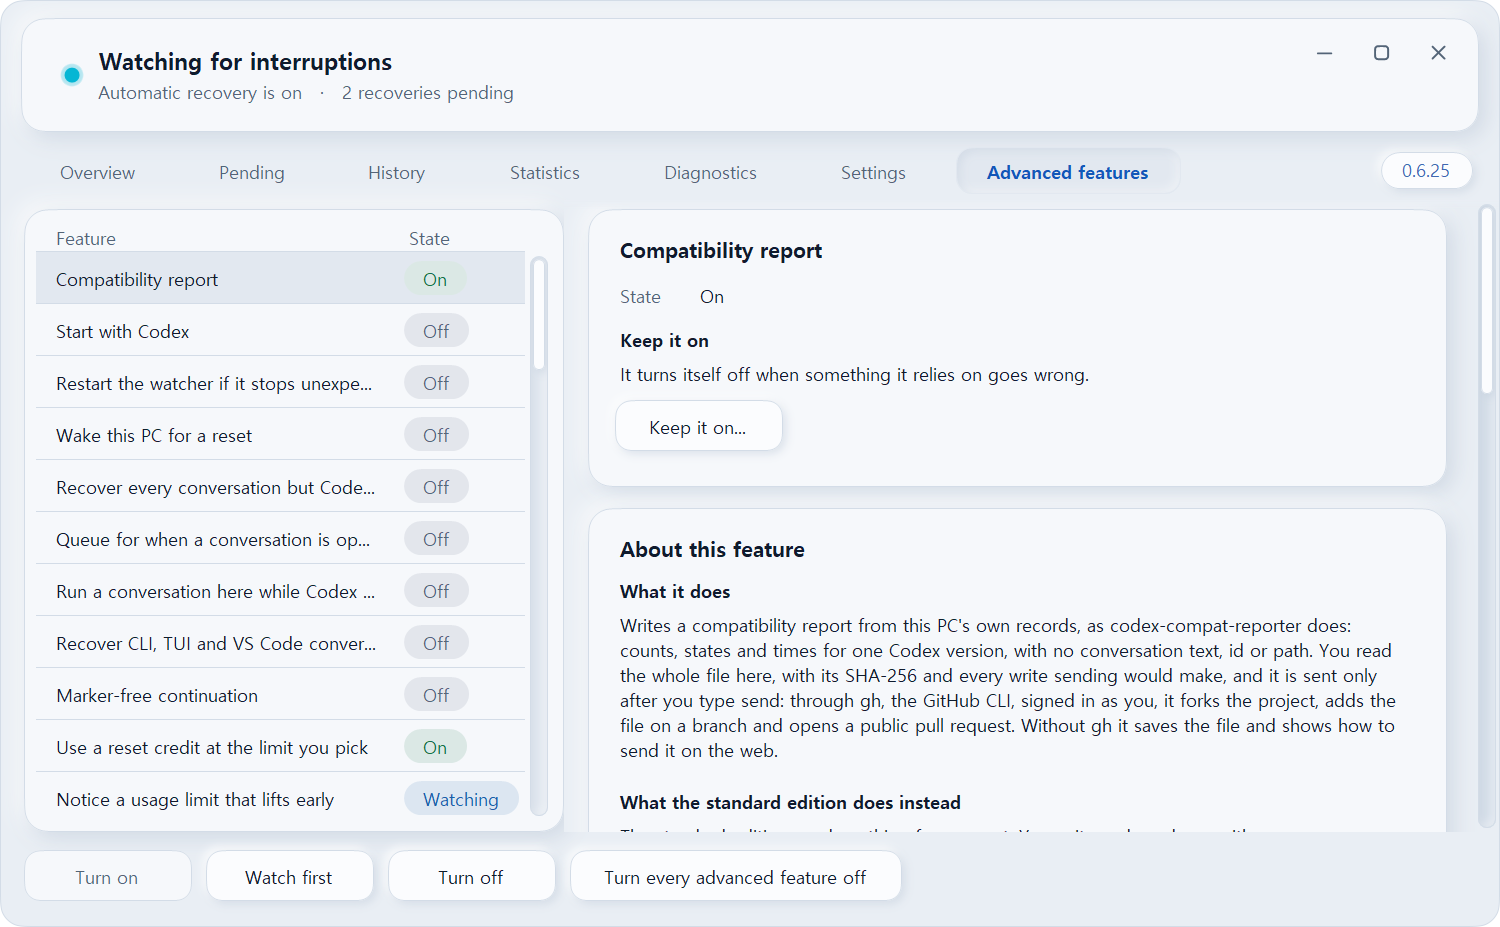 Watching for interruptions
Automatic recovery is on · 2 recoveries pending
Overview
Pending
History
Statistics
Diagnostics
Settings
Advanced features
0.6.25
Feature State
Compatibility report On
Start with Codex Off
Restart the watcher if it stops unexpe... Off
Wake this PC for a reset Off
Recover every conversation but Code... Off
Queue for when a conversation is op... Off
Run a conversation here while Codex ... Off
Recover CLI, TUI and VS Code conver... Off
Marker-free continuation Off
Use a reset credit at the limit you pick On
Notice a usage limit that lifts early Watching
Compatibility report
State On
Keep it on
It turns itself off when something it relies on goes wrong.
Keep it on...
About this feature
What it does
Writes a compatibility report from this PC's own records, as codex-compat-reporter does:
counts, states and times for one Codex version, with no conversation text, id or path. You read
the whole file here, with its SHA-256 and every write sending would make, and it is sent only
after you type send: through gh, the GitHub CLI, signed in as you, it forks the project, adds the
file on a branch and opens a public pull request. Without gh it saves the file and shows how to
send it on the web.
What the standard edition does instead
Turn on
Watch first
Turn off
Turn every advanced feature off